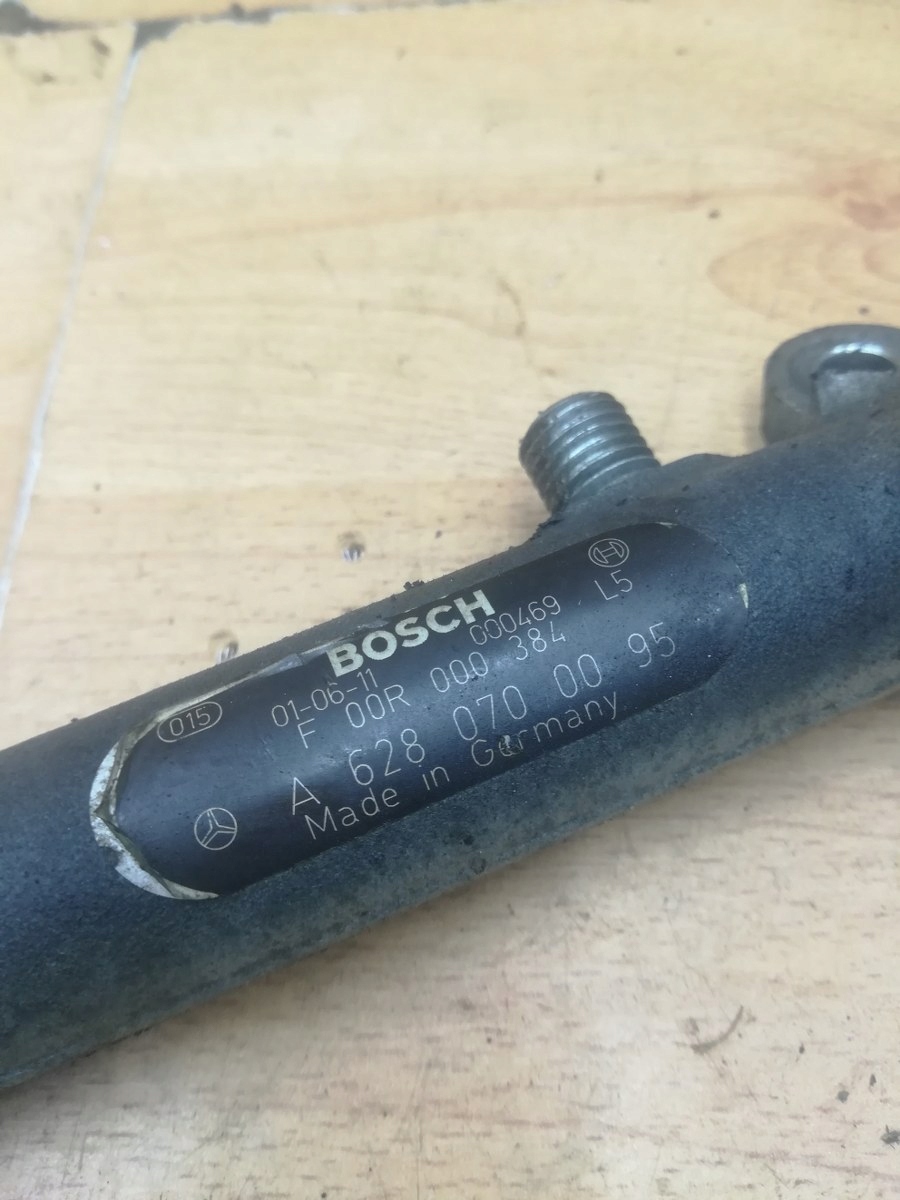 BOSCH
000469 L5
015 01-06-11
F 00R 000 384
A 628 070 00 95
Made in Germany